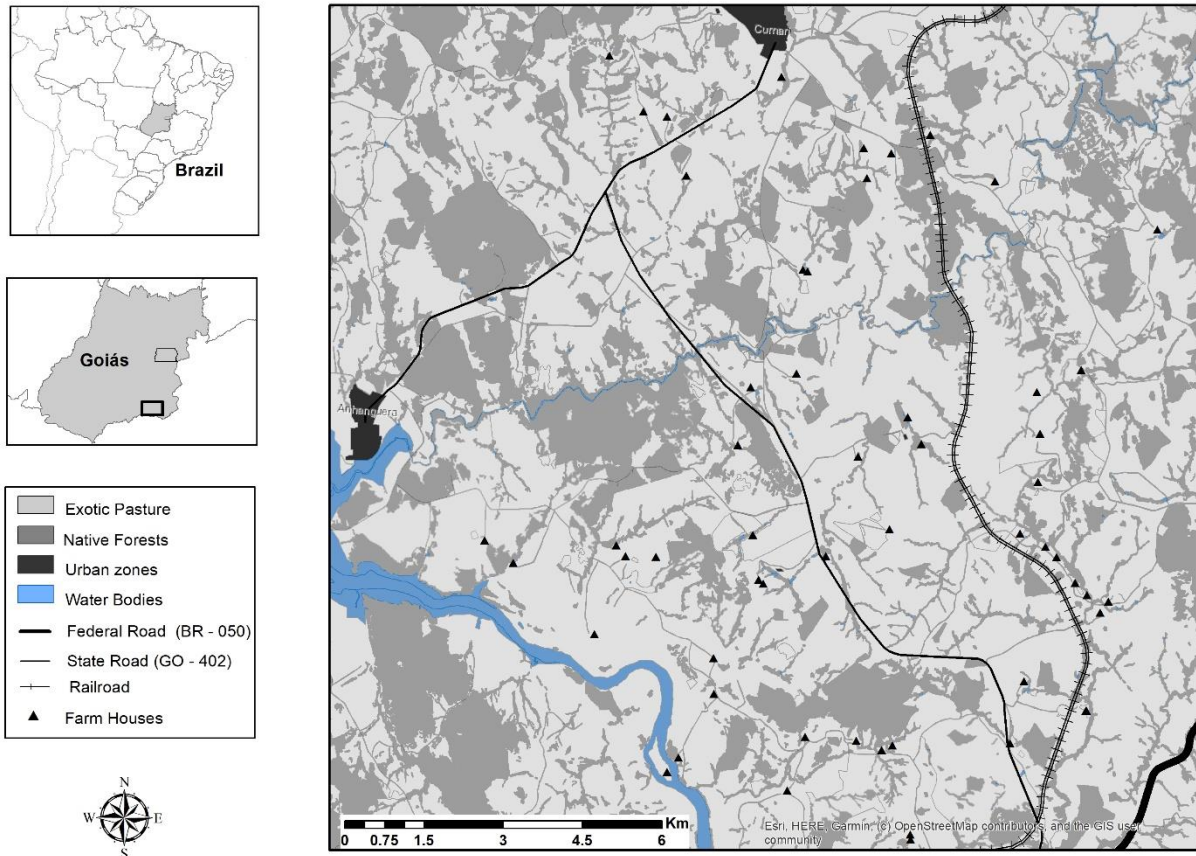 Brazil
Goiás
Exotic Pasture
Native Forests
Urban zones
Water Bodies
Federal Road (BR - 050)
State Road (GO - 402)
Railroad
Farm Houses
N
W
E
S
Anhanguera
0 0.75 1.5 3 4.5 6
Km
Esri, HERE, Garmin, (c) OpenStreetMap contributors, and the GIS user
community